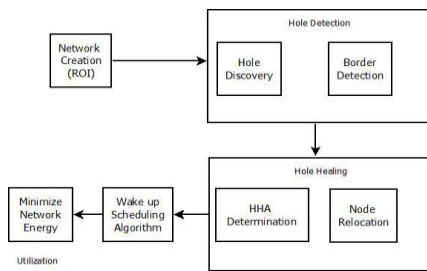 Hole Detection
Network
Creation
(ROI)
Hole
Discovery
Border
Detection
Hole Healing
HHA
Determination
Node
Relocation
Wake up
Scheduling
Algorithm
Minimize
Network
Energy
Utilization